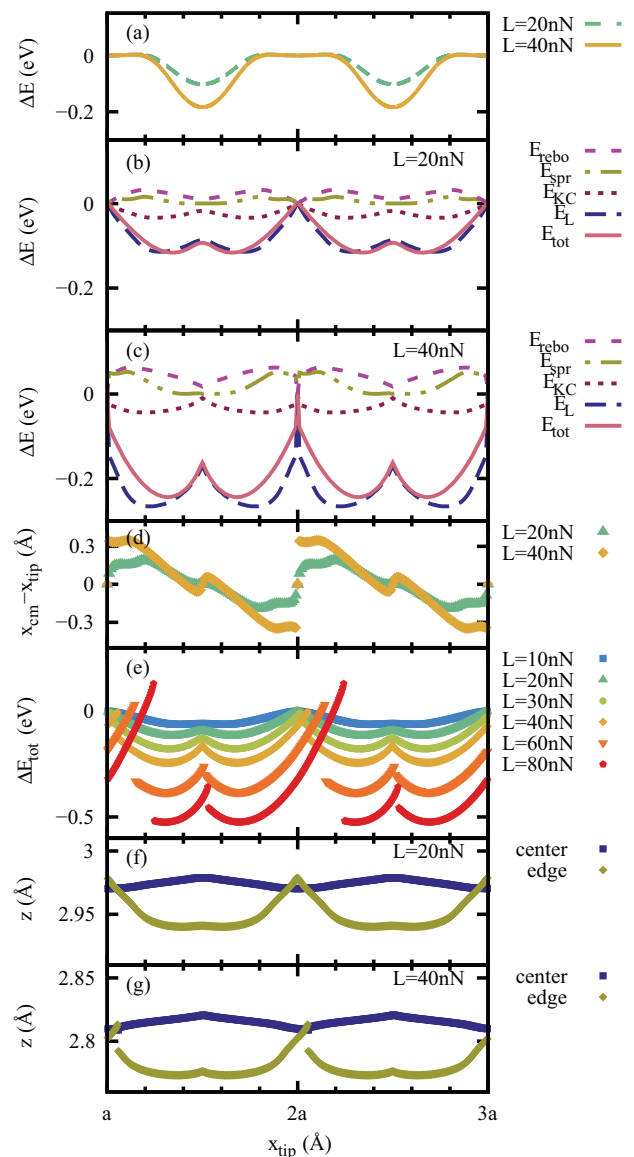 (a)
L=20nN
L=40nN
0
−0.2
ΔE (eV)
(b)
L=20nN
E_rebo
E_spr
E_KC
E_L
E_tot
0
−0.2
ΔE (eV)
(c)
L=40nN
E_rebo
E_spr
E_KC
E_L
E_tot
0
−0.2
ΔE (eV)
(d)
L=20nN
L=40nN
0.3
0
−0.3
x_cm−x_tip (Å)
(e)
L=10nN
L=20nN
L=30nN
L=40nN
L=60nN
L=80nN
0
−0.5
ΔE_tot (eV)
(f)
L=20nN
center
edge
3
2.95
z (Å)
(g)
L=40nN
center
edge
2.85
2.8
z (Å)
a
2a
3a
x_tip (Å)